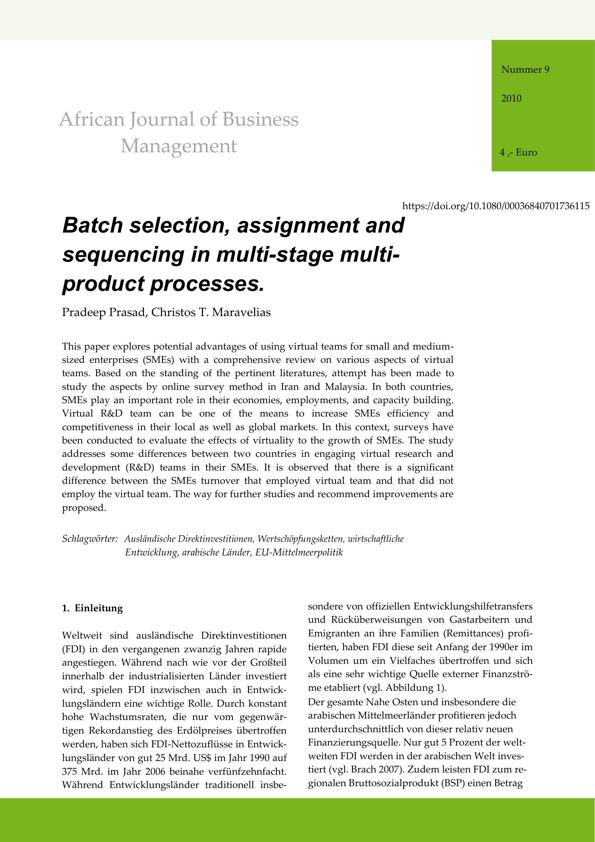 Nummer 9
2010
4 ,- Euro
African Journal of Business
Management
https://doi.org/10.1080/00036840701736115
Batch selection, assignment and
sequencing in multi-stage multi-
product processes.
Pradeep Prasad, Christos T. Maravelias
This paper explores potential advantages of using virtual teams for small and medium-
sized enterprises (SMEs) with a comprehensive review on various aspects of virtual
teams. Based on the standing of the pertinent literatures, attempt has been made to
study the aspects by online survey method in Iran and Malaysia. In both countries,
SMEs play an important role in their economies, employments, and capacity building.
Virtual R&D team can be one of the means to increase SMEs efficiency and
competitiveness in their local as well as global markets. In this context, surveys have
been conducted to evaluate the effects of virtuality to the growth of SMEs. The study
addresses some differences between two countries in engaging virtual research and
development (R&D) teams in their SMEs. It is observed that there is a significant
difference between the SMEs turnover that employed virtual team and that did not
employ the virtual team. The way for further studies and recommend improvements are
proposed.
Schlagwörter: Ausländische Direktinvestitionen, Wertschöpfungsketten, wirtschaftliche
Entwicklung, arabische Länder, EU-Mittelmeerpolitik
1. Einleitung
Weltweit sind ausländische Direktinvestitionen
(FDI) in den vergangenen zwanzig Jahren rapide
angestiegen. Während nach wie vor der Großteil
innerhalb der industrialisierten Länder investiert
wird, spielen FDI inzwischen auch in Entwick-
lungsländern eine wichtige Rolle. Durch konstant
hohe Wachstumsraten, die nur vom gegenwär-
tigen Rekordanstieg des Erdölpreises übertroffen
werden, haben sich FDI-Nettozuflüsse in Entwick-
lungsländer von gut 25 Mrd. US$ im Jahr 1990 auf
375 Mrd. im Jahr 2006 beinahe verfünfzehnfacht.
Während Entwicklungsländer traditionell insbe-
sondere von offiziellen Entwicklungshilfetransfers
und Rücküberweisungen von Gastarbeitern und
Emigranten an ihre Familien (Remittances) profi-
tierten, haben FDI diese seit Anfang der 1990er im
Volumen um ein Vielfaches übertroffen und sich
als eine sehr wichtige Quelle externer Finanzströ-
me etabliert (vgl. Abbildung 1).
Der gesamte Nahe Osten und insbesondere die
arabischen Mittelmeerländer profitieren jedoch
unterdurchschnittlich von dieser relativ neuen
Finanzierungsquelle. Nur gut 5 Prozent der welt-
weiten FDI werden in der arabischen Welt inves-
tiert (vgl. Brach 2007). Zudem leisten FDI zum re-
gionalen Bruttosozialprodukt (BSP) einen Betrag